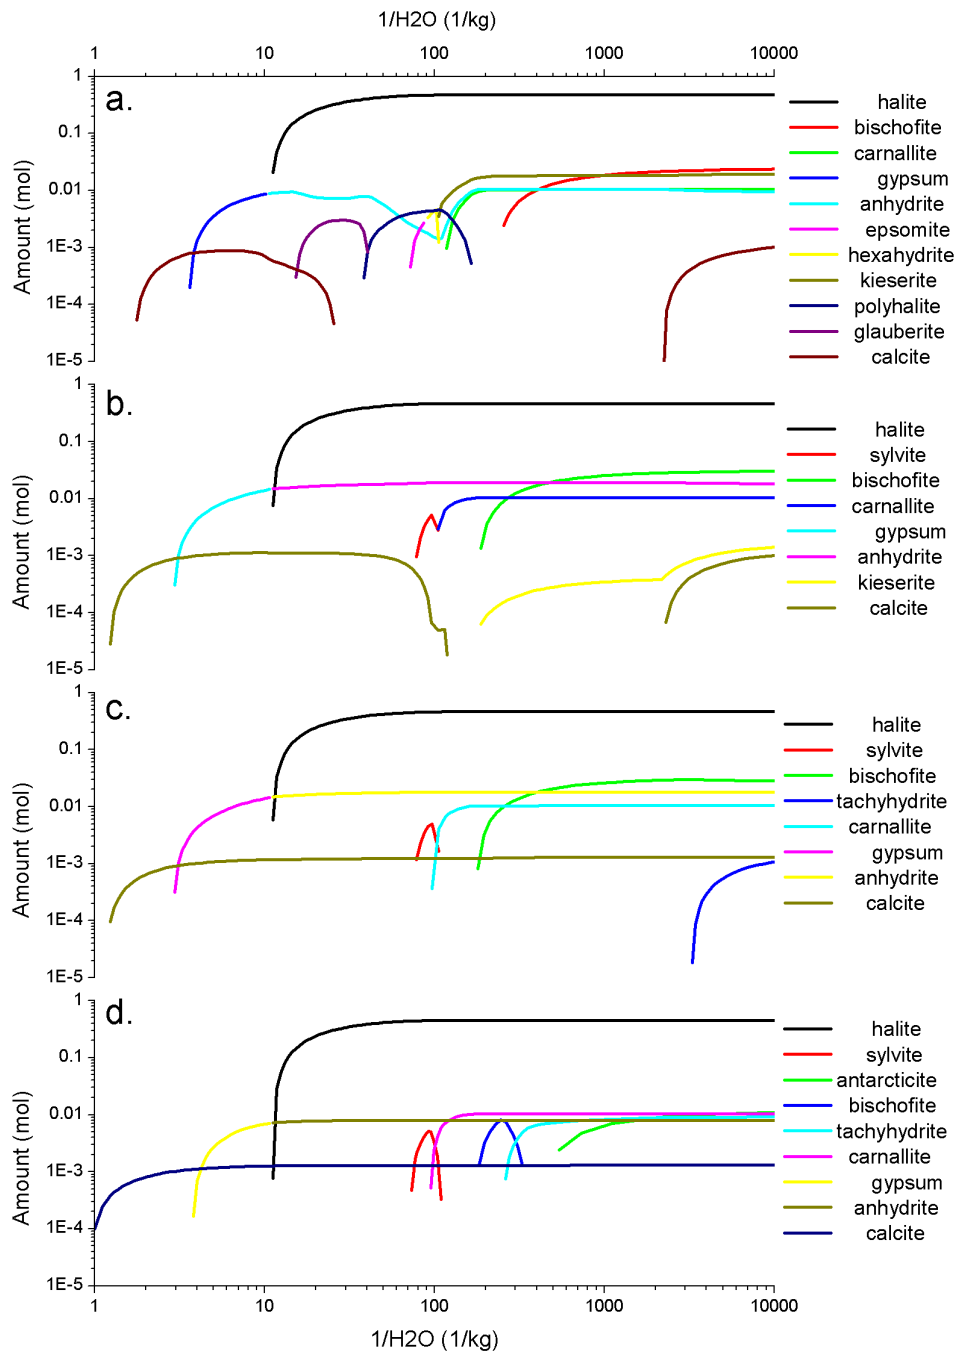 1/H2O (1/kg)
1 10 100 1000 10000
a.
Amount (mol)
1
0.1
0.01
1E-3
1E-4
1E-5
halite
bischofite
carnallite
gypsum
anhydrite
epsomite
hexahydrite
kieserite
polyhalite
glauberite
calcite
b.
Amount (mol)
1
0.1
0.01
1E-3
1E-4
1E-5
halite
sylvite
bischofite
carnallite
gypsum
anhydrite
kieserite
calcite
c.
Amount (mol)
1
0.1
0.01
1E-3
1E-4
1E-5
halite
sylvite
bischofite
tachyhydrite
carnallite
gypsum
anhydrite
calcite
d.
Amount (mol)
1
0.1
0.01
1E-3
1E-4
1E-5
halite
sylvite
antarcticite
bischofite
tachyhydrite
carnallite
gypsum
anhydrite
calcite
1 10 100 1000 10000
1/H2O (1/kg)